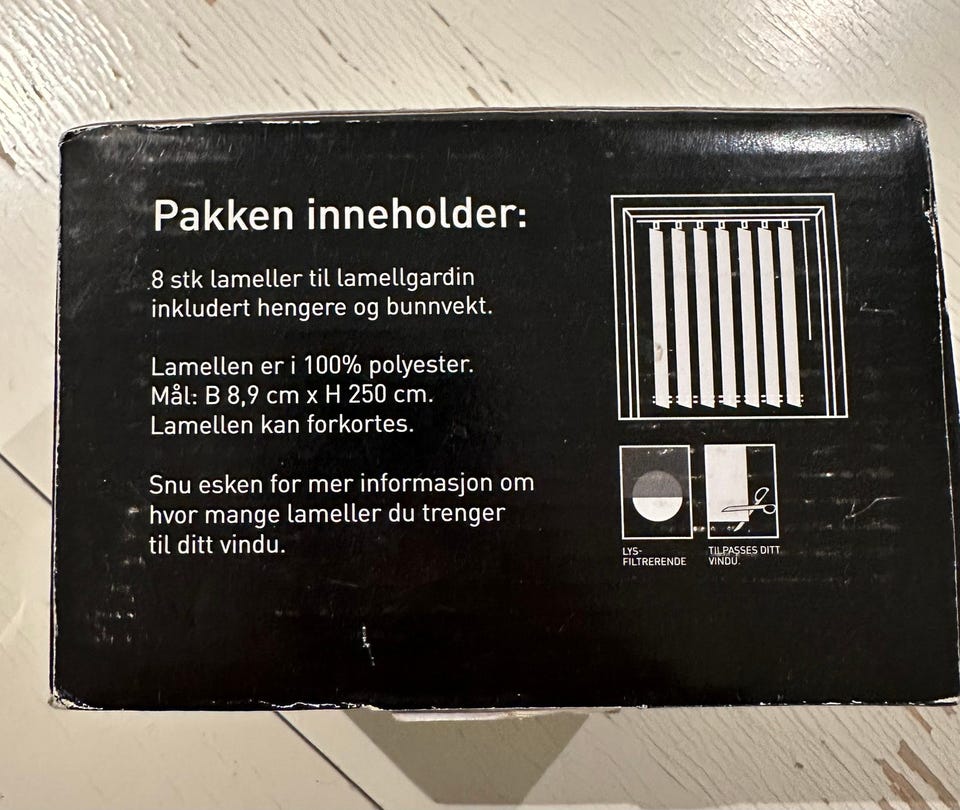 Pakken inneholder:
8 stk lameller til lamellgardin
inkludert hengere og bunnvekt.
Lamellen er i 100% polyester.
Mål: B 8,9 cm x H 250 cm.
Lamellen kan forkortes.
Snu esken for mer informasjon om
hvor mange lameller du trenger
til ditt vindu.
LYS-
FILTRERENDE
TILPASSES DITT
VINDU.